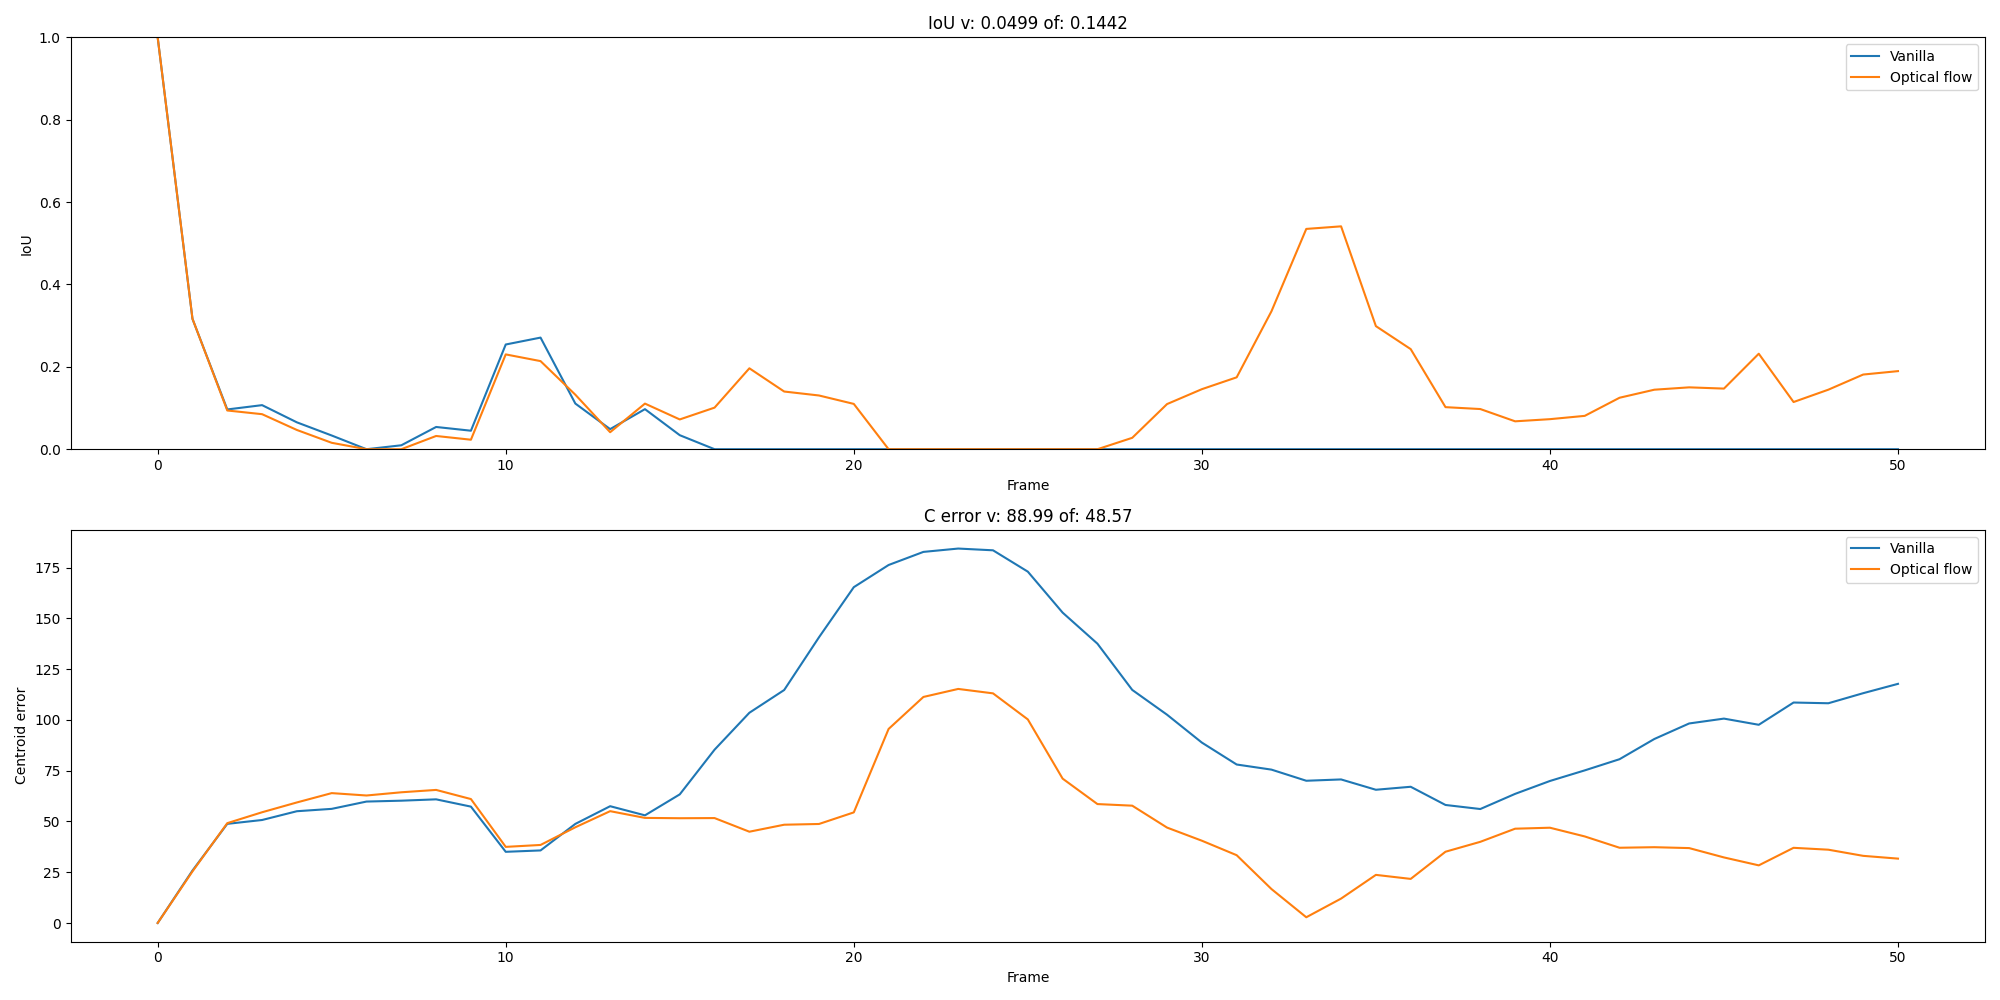 IoU v: 0.0499 of: 0.1442
1.0
0.8
0.6
0.4
0.2
0.0
IoU
Vanilla
Optical flow
0 10 20 30 40 50
Frame
C error v: 88.99 of: 48.57
175
150
125
100
75
50
25
0
Centroid error
Vanilla
Optical flow
0 10 20 30 40 50
Frame